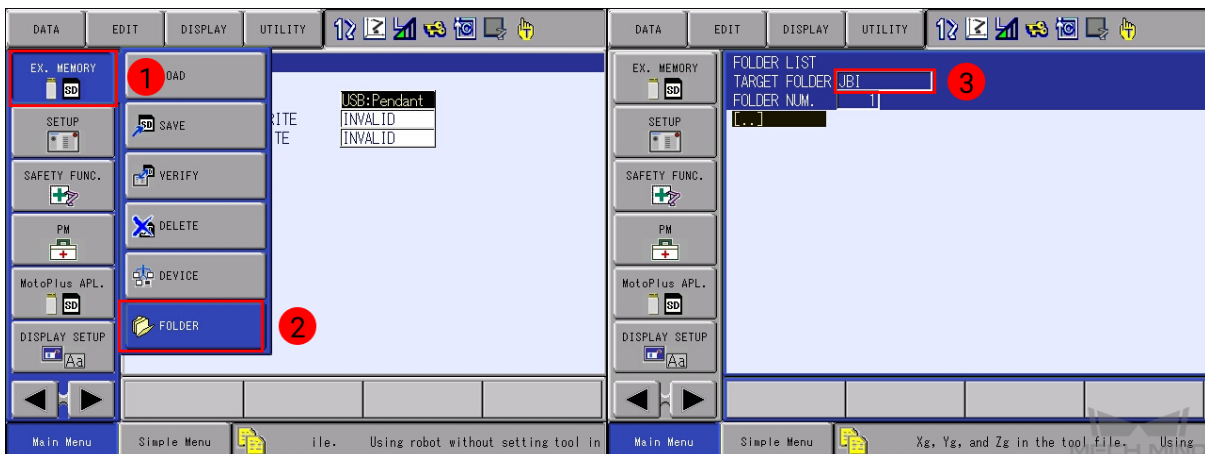 DATA
EDIT
DISPLAY
UTILITY
EX. MEMORY
SD
SETUP
SAFETY FUNC.
PM
MotoPlus APL.
SD
DISPLAY SETUP
Aa
1
OAD
SD SAVE
VERIFY
DELETE
DEVICE
FOLDER
2
USB:Pendant
RITE INVALID
TE INVALID
Main Menu
Simple Menu
ile. Using robot without setting tool in
DATA
EDIT
DISPLAY
UTILITY
EX. MEMORY
SD
SETUP
SAFETY FUNC.
PM
MotoPlus APL.
SD
DISPLAY SETUP
Aa
FOLDER LIST
TARGET FOLDER JBI
3
FOLDER NUM. 1
[..]
Main Menu
Simple Menu
Xg, Yg, and Zg in the tool file. Using
MECH MIND